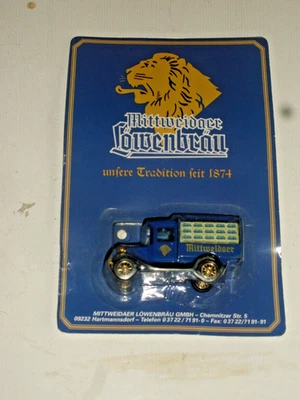 Mittweidaer
Löwenbräu
unsere Tradition seit 1874
Mittweidaer
MITTWEIDAER LÖWENBRÄU GMBH – Chemnitzer Str. 5
09232 Hartmannsdorf – Telefon 0 37 22 / 71 91-0 – Fax: 0 37 22/71 91-91